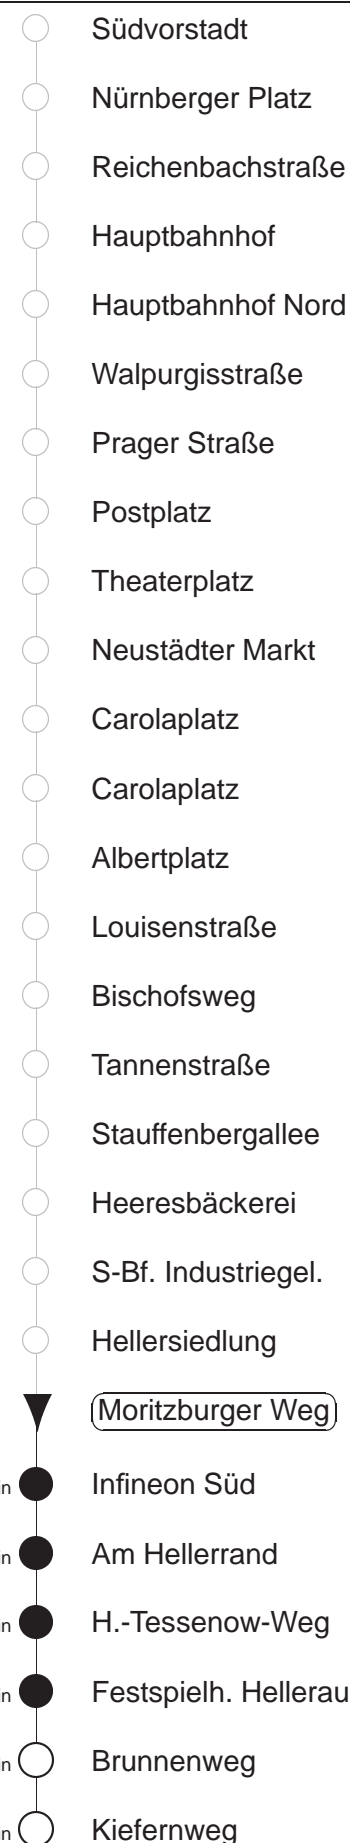 Südvorstadt
Nürnberger Platz
Reichenbachstraße
Hauptbahnhof
Hauptbahnhof Nord
Walpurgisstraße
Prager Straße
Postplatz
Theaterplatz
Neustädter Markt
Carolaplatz
Carolaplatz
Albertplatz
Louisenstraße
Bischofsweg
Tannenstraße
Stauffenbergallee
Heeresbäckerei
S-Bf. Industriegel.
Hellersiedlung
Moritzburger Weg
Infineon Süd
Am Hellerrand
H.-Tessenow-Weg
Festspielh. Hellerau
Brunnenweg
Kiefernweg